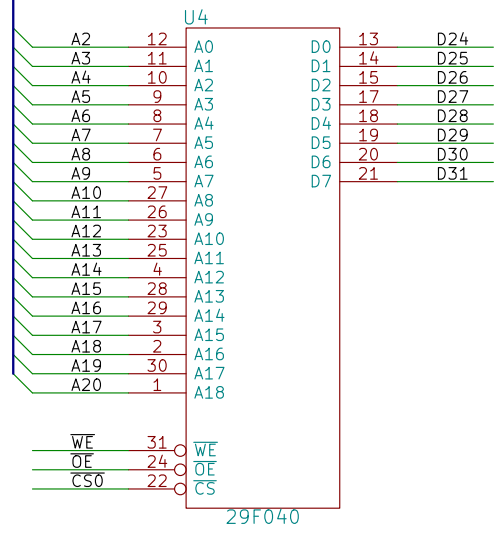 U4
A2 12 A0 D0 13 D24
A3 11 A1 D1 14 D25
A4 10 A2 D2 15 D26
A5 9 A3 D3 17 D27
A6 8 A4 D4 18 D28
A7 7 A5 D5 19 D29
A8 6 A6 D6 20 D30
A9 5 A7 D7 21 D31
A10 27 A8
A11 26 A9
A12 23 A10
A13 25 A11
A14 4 A12
A15 28 A13
A16 29 A14
A17 3 A15
A18 2 A16
A19 30 A17
A20 1 A18
WE 31 WE
OE 24 OE
CS0 22 CS
29F040